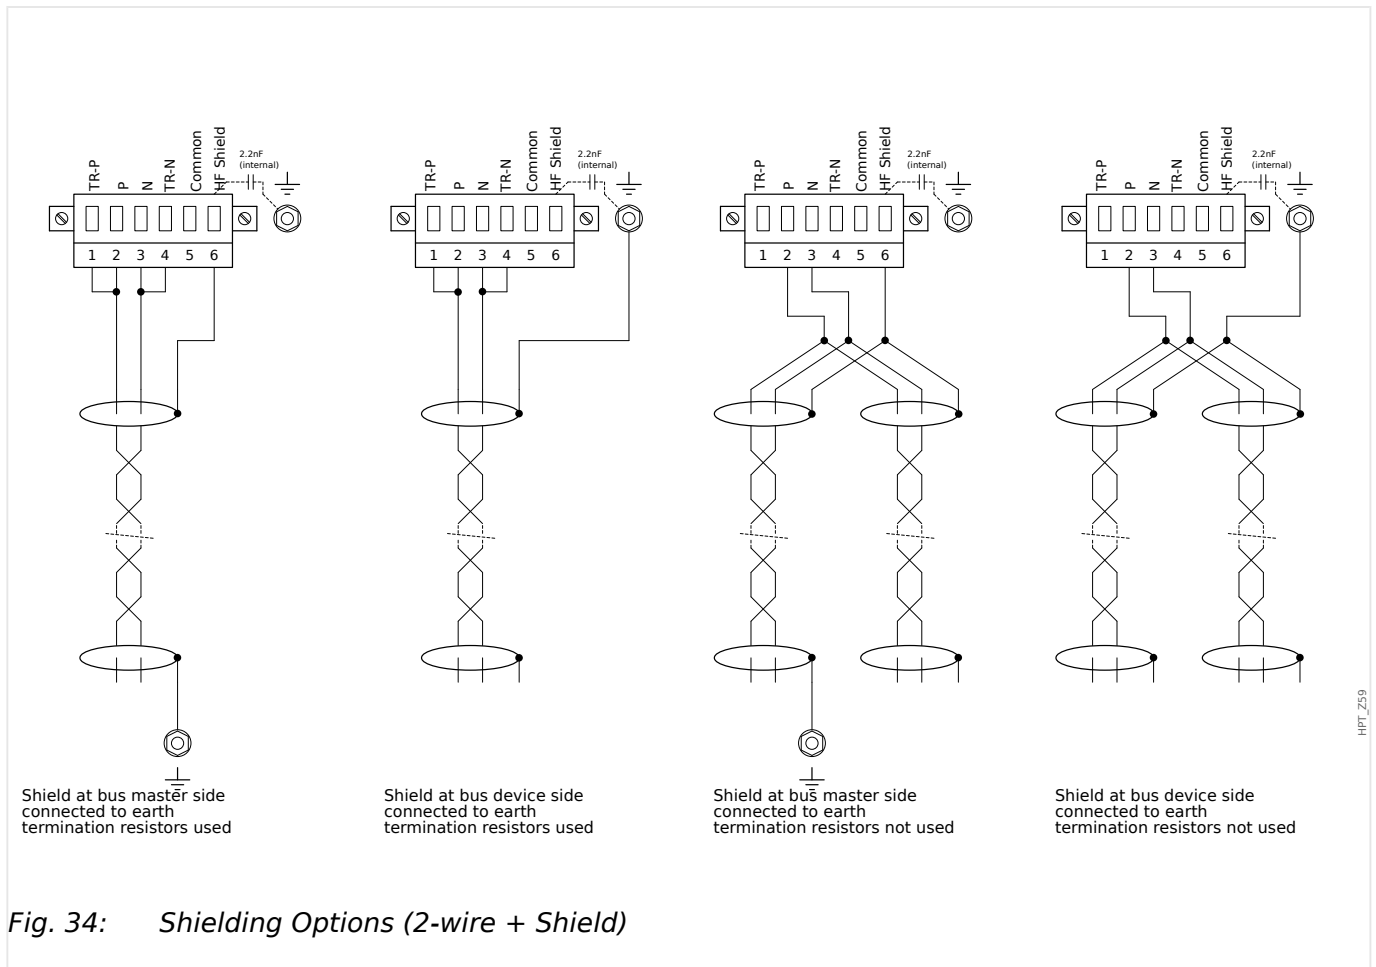 TR-P
P
N
TR-N
Common
HF Shield
2.2nF
(internal)
1 2 3 4 5 6
TR-P
P
N
TR-N
Common
HF Shield
2.2nF
(internal)
1 2 3 4 5 6
TR-P
P
N
TR-N
Common
HF Shield
2.2nF
(internal)
1 2 3 4 5 6
TR-P
P
N
TR-N
Common
HF Shield
2.2nF
(internal)
1 2 3 4 5 6
HPT_Z59
Shield at bus master side
connected to earth
termination resistors used
Shield at bus device side
connected to earth
termination resistors used
Shield at bus master side
connected to earth
termination resistors not used
Shield at bus device side
connected to earth
termination resistors not used
Fig. 34: Shielding Options (2-wire + Shield)